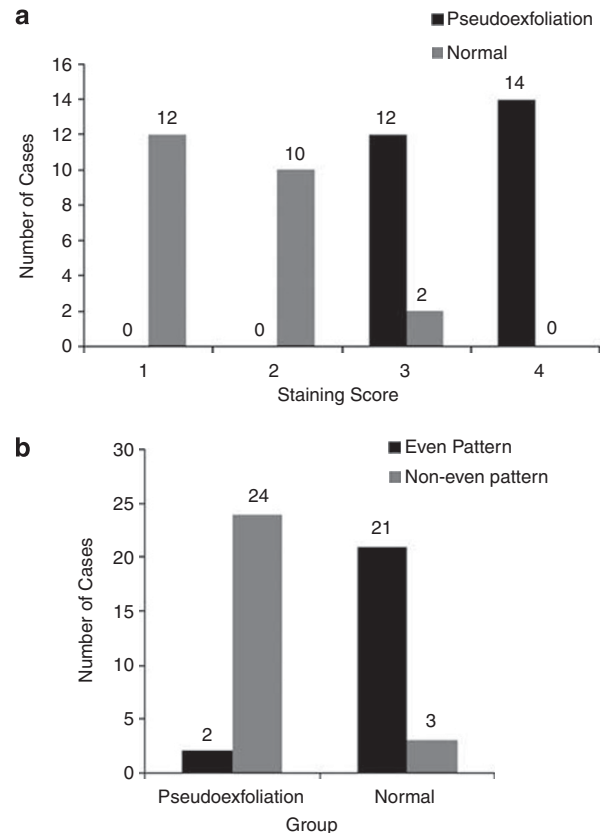 a
Pseudoexfoliation
Normal
16
14
12
10
8
6
4
2
0
Number of Cases
0
12
0
10
12
2
14
0
1 2 3 4
Staining Score
b
Even Pattern
Non-even pattern
30
25
20
15
10
5
0
Number of Cases
2
24
21
3
Pseudoexfoliation Normal
Group